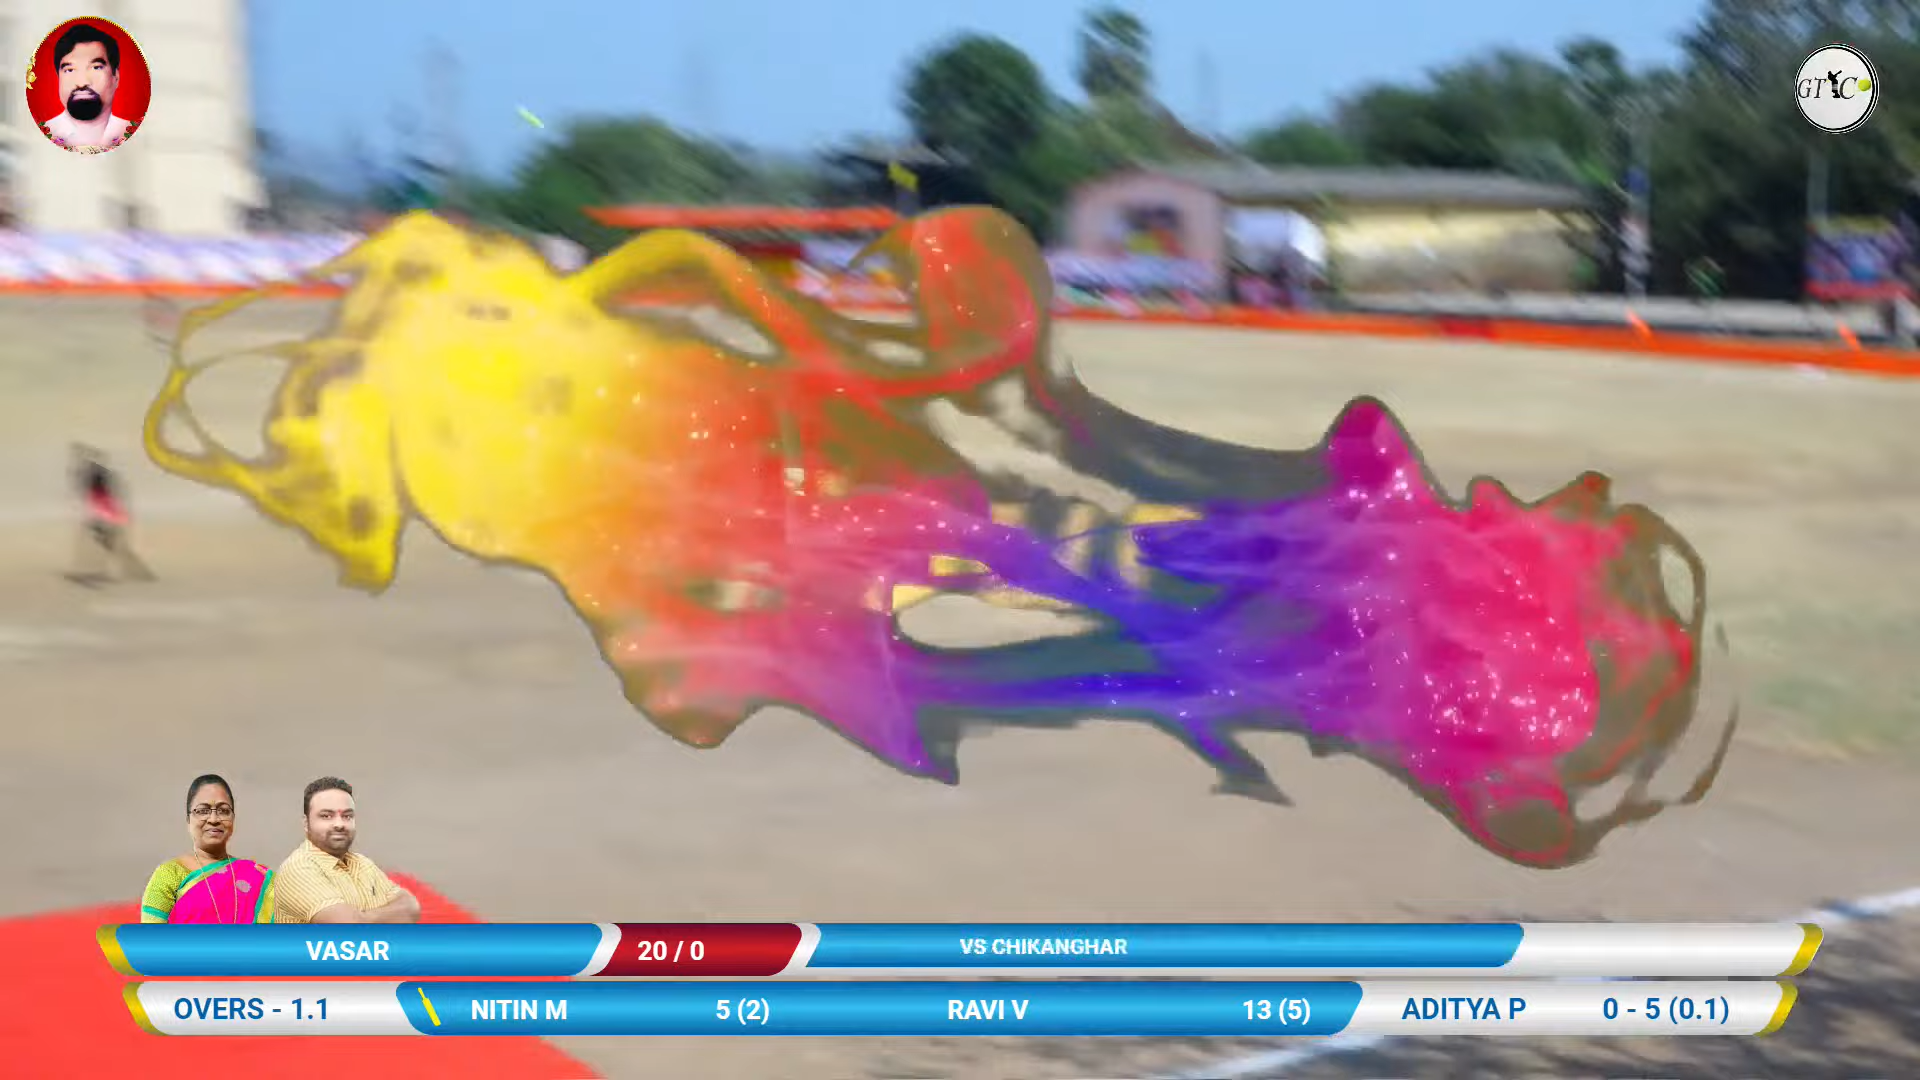 GT C
VASAR 20 / 0 VS CHIKANGHAR
OVERS - 1.1 NITIN M 5 (2) RAVI V 13 (5) ADITYA P 0 - 5 (0.1)